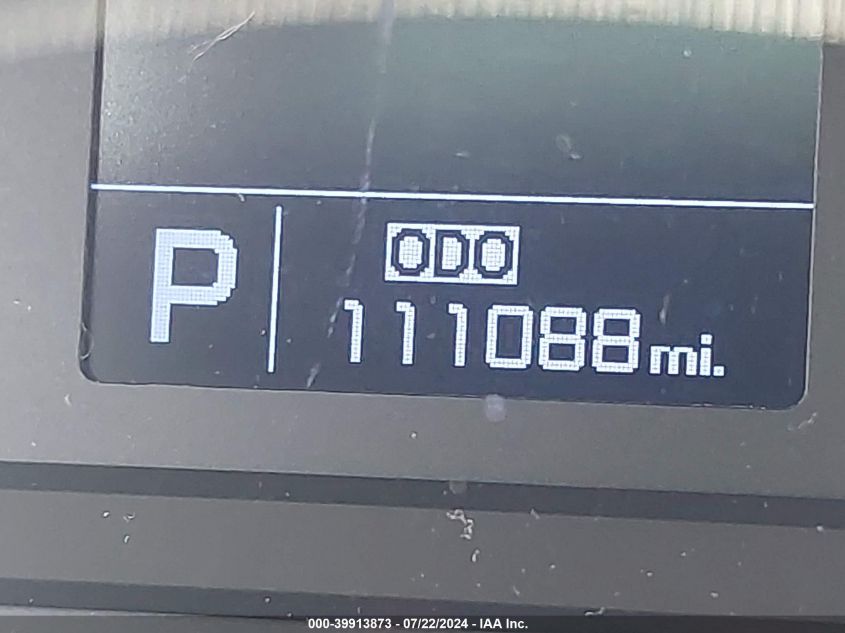 P
ODO
111088 mi.
000-39913873 - 07/22/2024 - IAA Inc.